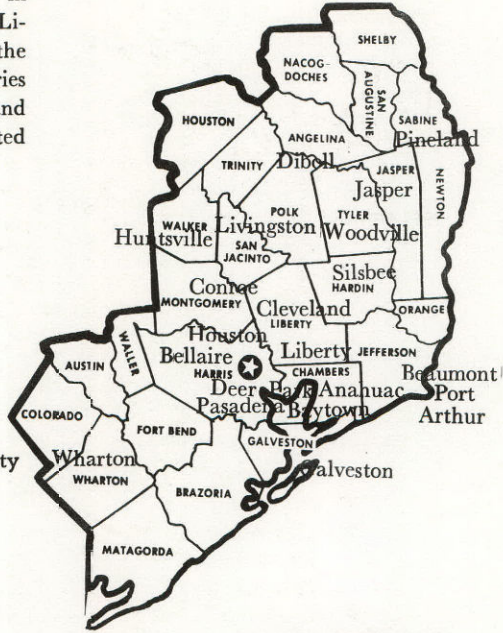 Li-
the
ries
and
ted
ty
SHELBY
NACOG-
DOCHES
SAN
AUGUSTINE
SABINE
Pineland
HOUSTON
ANGELINA
Diboll
TRINITY
JASPER
Jasper
NEWTON
POLK
Livingston
TYLER
Woodville
WALKER
Huntsville
SAN
JACINTO
Silsbee
HARDIN
Conroe
MONTGOMERY
Cleveland
LIBERTY
ORANGE
Houston
Liberty
JEFFERSON
WALLER
AUSTIN
Bellaire
HARRIS
CHAMBERS
Beaumont
Port
Arthur
Deer Park
Anahuac
Pasadena
Baytown
COLORADO
FORT BEND
GALVESTON
Galveston
Wharton
WHARTON
BRAZORIA
MATAGORDA